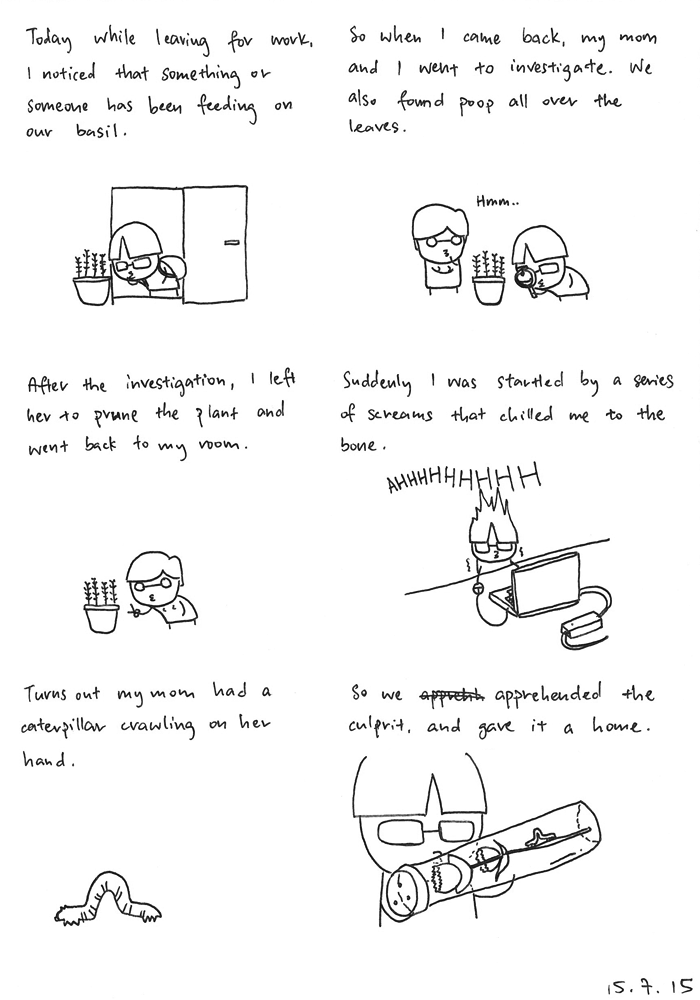 Today while leaving for work,
I noticed that something or
someone has been feeding on
our basil.
So when I came back, my mom
and I went to investigate. We
also found poop all over the
leaves.
Hmm..
After the investigation, I left
her to prune the plant and
went back to my room.
Suddenly I was startled by a series
of screams that chilled me to the
bone.
AHHHHHHHHHH
Turns out my mom had a
caterpillar crawling on her
hand.
So we apprehended the
culprit, and gave it a home.
15.7.15